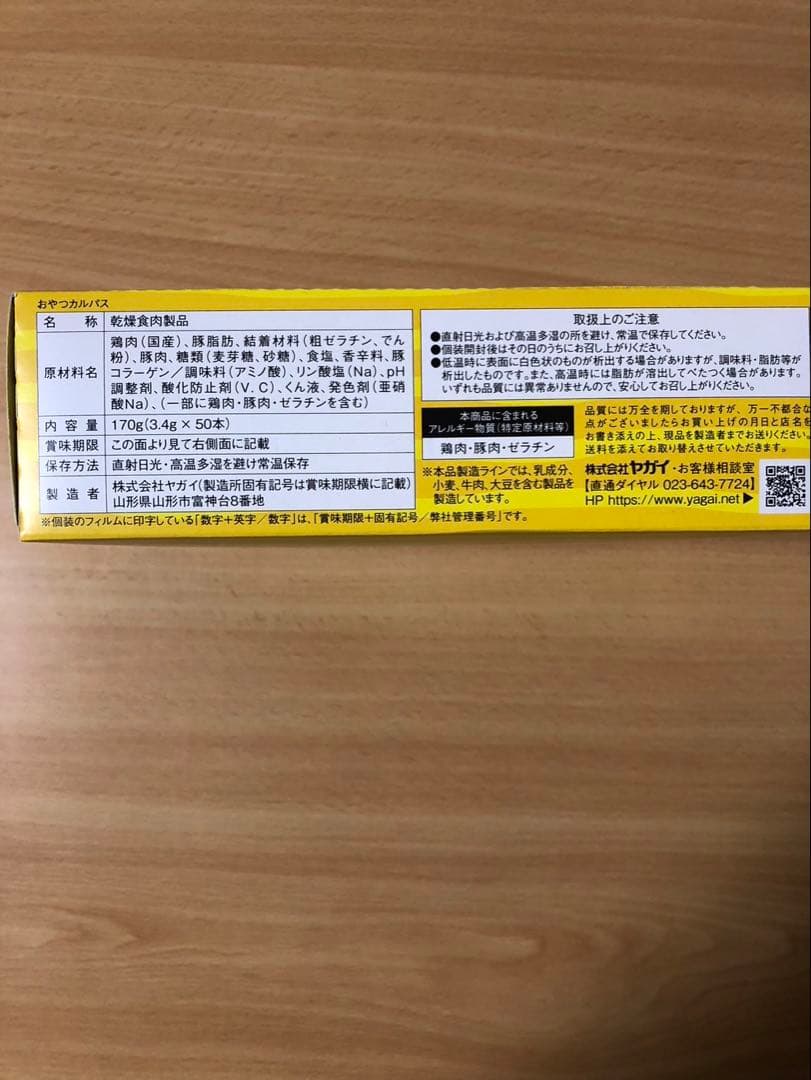 おやつカルパス
名称 乾燥食肉製品
原材料名 鶏肉(国産)、豚脂肪、結着材料(粗ゼラチン、でん
粉)、豚肉、糖類(麦芽糖、砂糖)、食塩、香辛料、豚
コラーゲン／調味料(アミノ酸)、リン酸塩(Na)、pH
調整剤、酸化防止剤(V.C)、くん液、発色剤(亜硝
酸Na)、(一部に鶏肉・豚肉・ゼラチンを含む)
内容量 170g(3.4g×50本)
賞味期限 この面より見て右側面に記載
保存方法 直射日光・高温多湿を避け常温保存
製造者 株式会社ヤガイ(製造所固有記号は賞味期限横に記載)
山形県山形市富神台8番地
※個装のフィルムに印字している「数字＋英字／数字」は、「賞味期限＋固有記号／弊社管理番号」です。
取扱上のご注意
●直射日光および高温多湿の所を避け、常温で保存してください。
●個装開封後はその日のうちにお召し上がりください。
●低温時に表面に白色状のものが析出する場合がありますが、調味料・脂肪等が
析出したものです。また、高温時には脂肪が溶出してべたつく場合があります。
いずれも品質には異常ありませんので、安心してお召し上がりください。
本商品に含まれる
アレルギー物質(特定原材料等)
鶏肉・豚肉・ゼラチン
※本品製造ラインでは、乳成分、
小麦、牛肉、大豆を含む製品を
製造しています。
品質には万全を期しておりますが、万一不都合な
点がございましたらお買い上げの月日と店名を
お書き添えの上、現品を製造者までお送りください。
送料を添えてお取り替えさせていただきます。
株式会社ヤガイ・お客様相談室
【直通ダイヤル 023-643-7724】
HP https://www.yagai.net▶